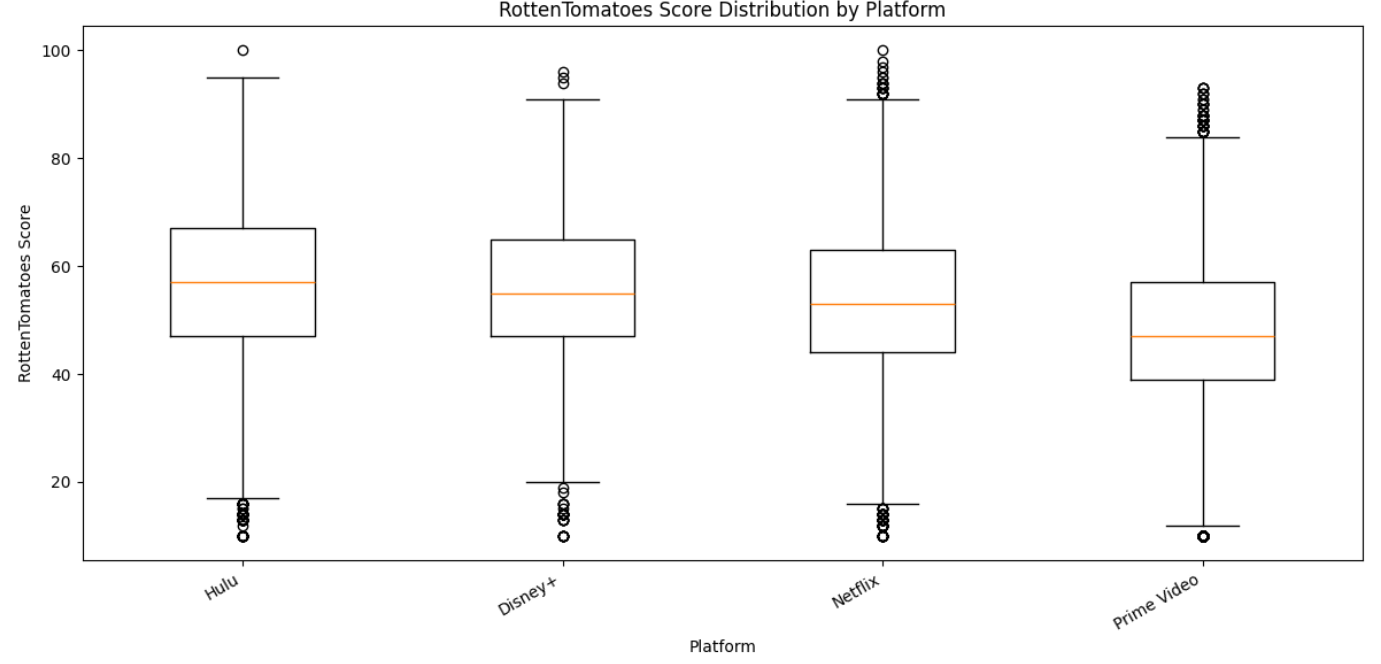 RottenTomatoes Score Distribution by Platform
RottenTomatoes Score
100
80
60
40
20
Hulu
Disney+
Netflix
Prime Video
Platform